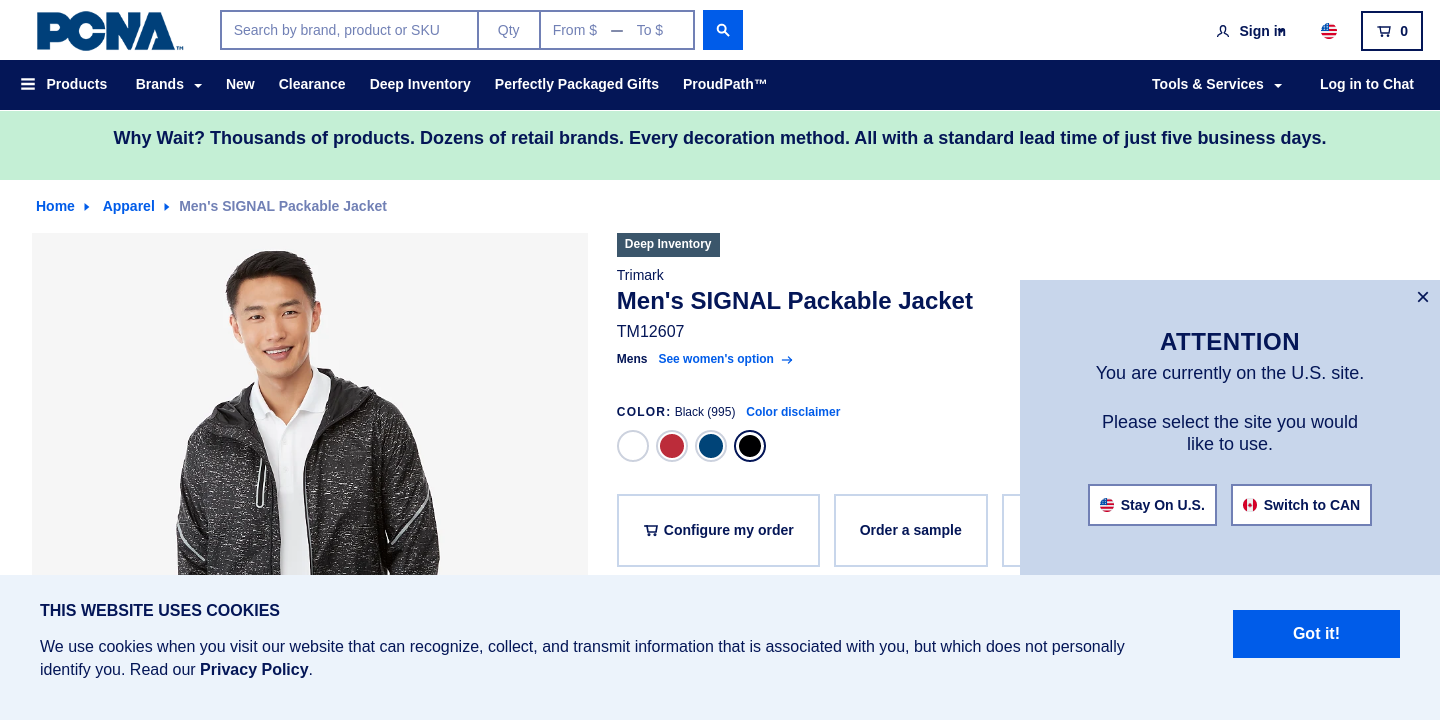 PCNA™
Search by brand, product or SKU
Qty
From $ — To $
Sign in
0
Products
Brands
New
Clearance
Deep Inventory
Perfectly Packaged Gifts
ProudPath™
Tools & Services
Log in to Chat
Why Wait? Thousands of products. Dozens of retail brands. Every decoration method. All with a standard lead time of just five business days.
Home
Apparel
Men's SIGNAL Packable Jacket
Deep Inventory
Trimark
Men's SIGNAL Packable Jacket
TM12607
Mens See women's option →
COLOR: Black (995) Color disclaimer
Configure my order
Order a sample
×
ATTENTION
You are currently on the U.S. site.
Please select the site you would
like to use.
Stay On U.S.
Switch to CAN
THIS WEBSITE USES COOKIES
We use cookies when you visit our website that can recognize, collect, and transmit information that is associated with you, but which does not personally
identify you. Read our Privacy Policy.
Got it!